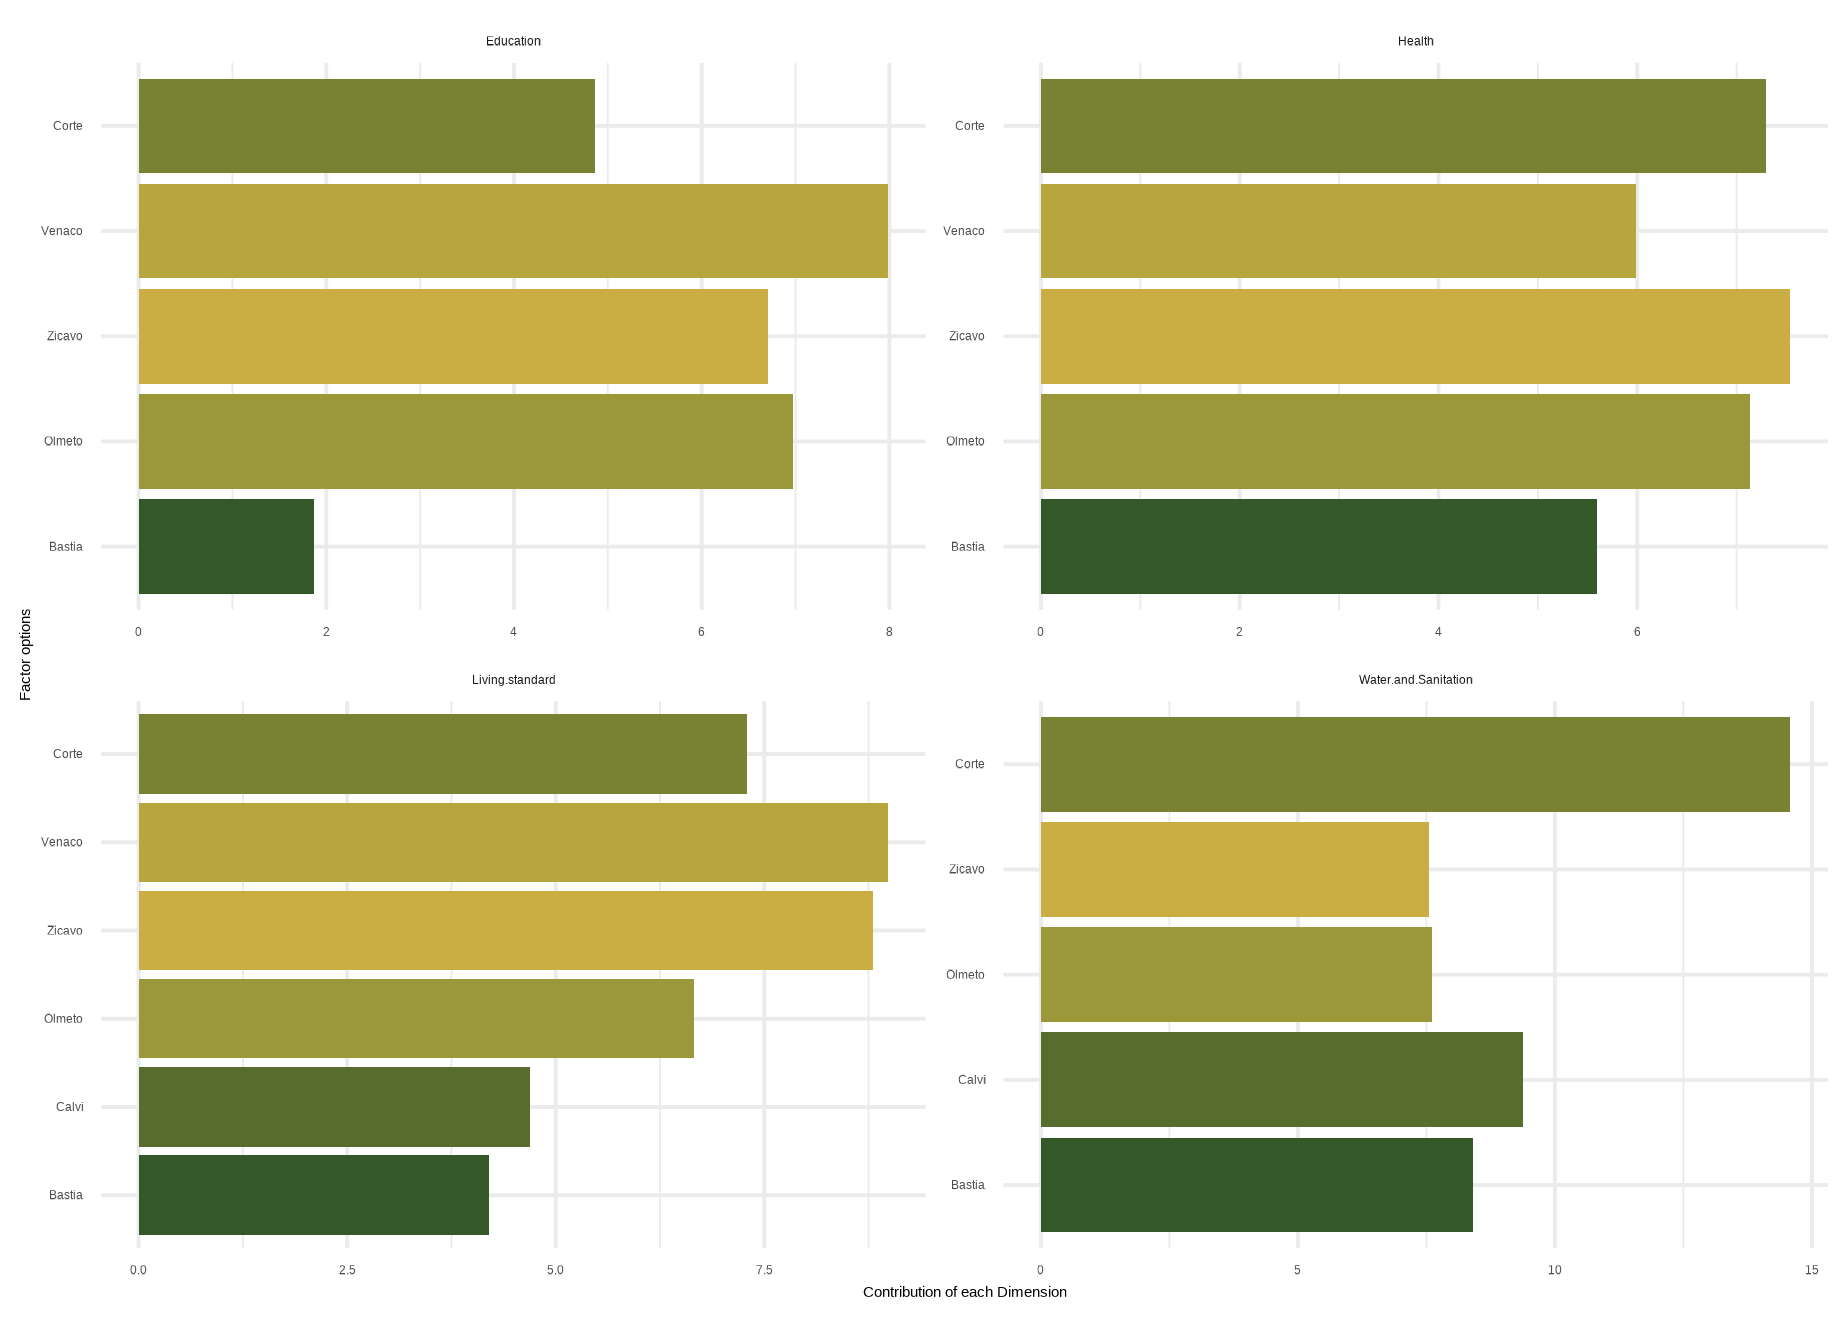 Education
Corte
Venaco
Zicavo
Olmeto
Bastia
0 2 4 6 8
Health
Corte
Venaco
Zicavo
Olmeto
Bastia
0 2 4 6
Factor options
Living.standard
Corte
Venaco
Zicavo
Olmeto
Calvi
Bastia
0.0 2.5 5.0 7.5
Water.and.Sanitation
Corte
Zicavo
Olmeto
Calvi
Bastia
0 5 10 15
Contribution of each Dimension